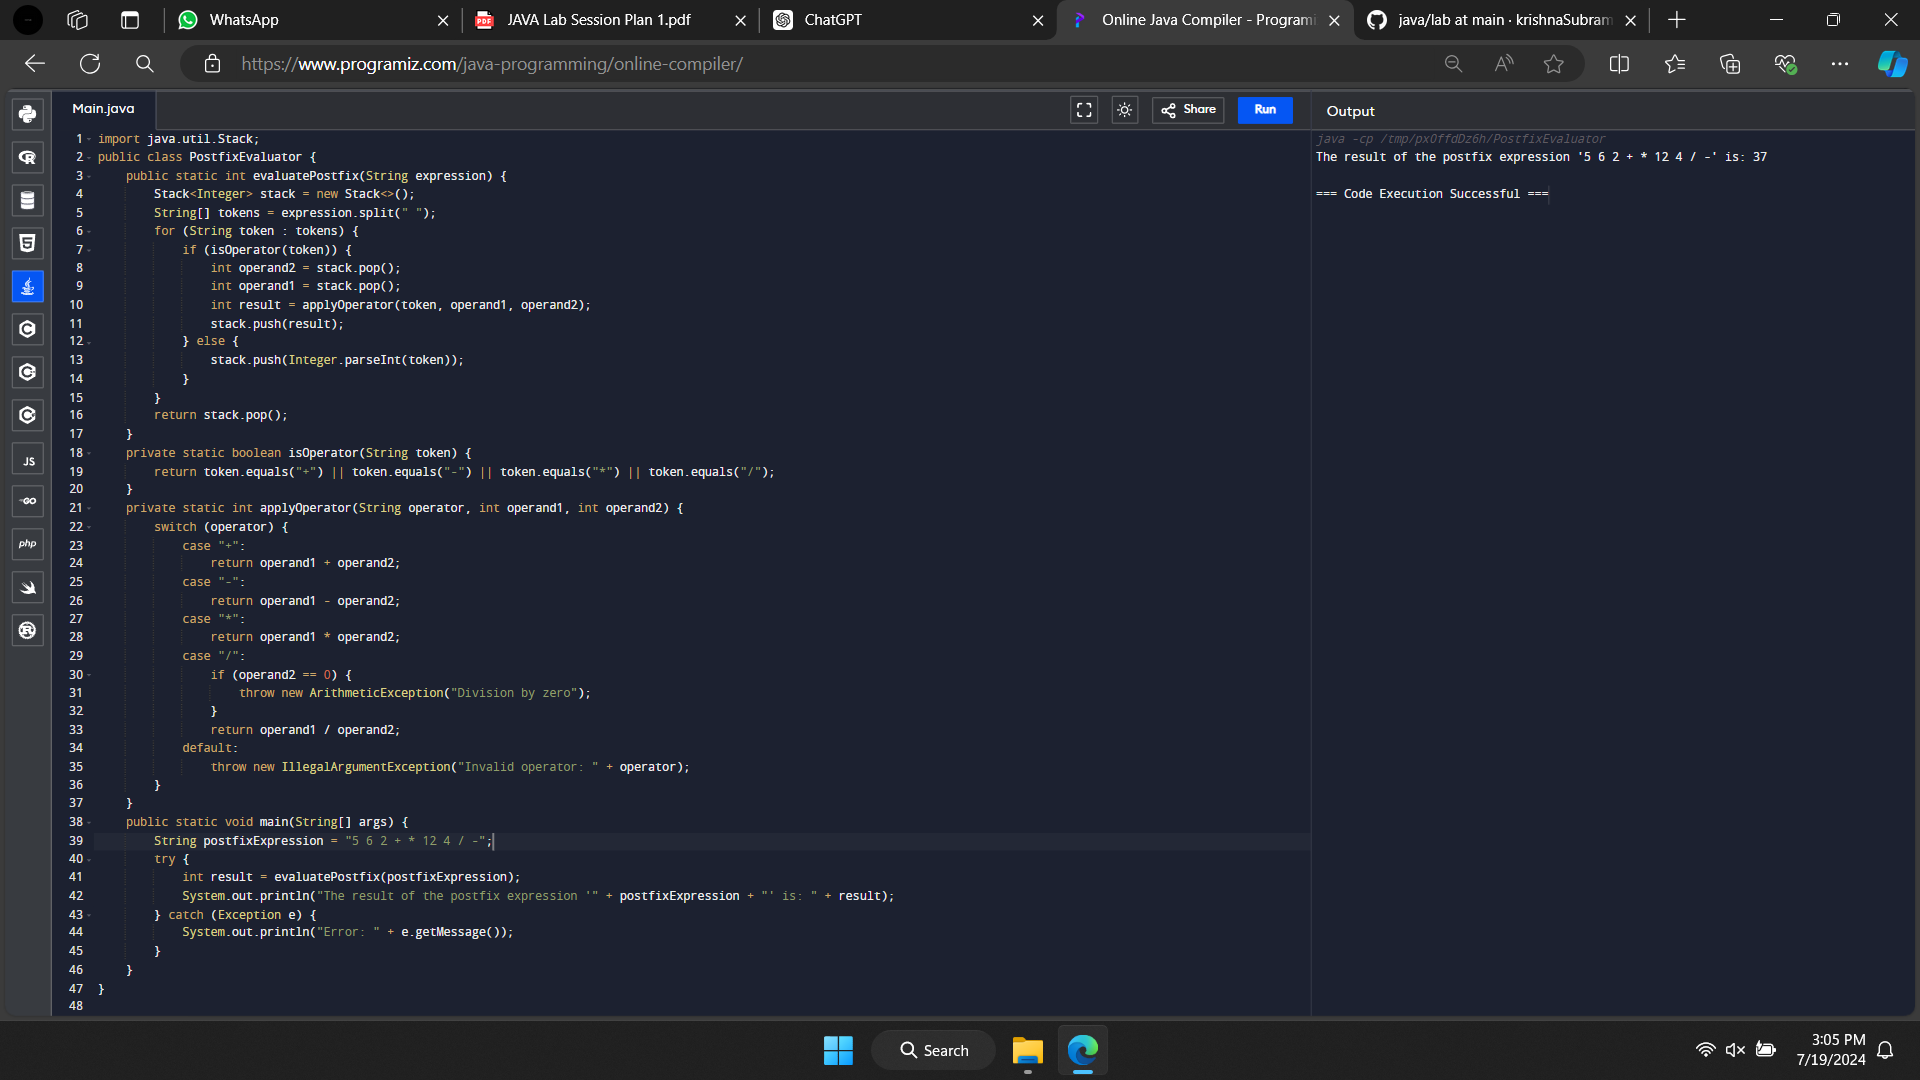 WhatsApp
JAVA Lab Session Plan 1.pdf
ChatGPT
Online Java Compiler - Programi
java/lab at main · krishnaSubram
https://www.programiz.com/java-programming/online-compiler/
Main.java
Share
Run
Output
1 import java.util.Stack;
2 public class PostfixEvaluator {
3 public static int evaluatePostfix(String expression) {
4 Stack<Integer> stack = new Stack<>();
5 String[] tokens = expression.split(" ");
6 for (String token : tokens) {
7 if (isOperator(token)) {
8 int operand2 = stack.pop();
9 int operand1 = stack.pop();
10 int result = applyOperator(token, operand1, operand2);
11 stack.push(result);
12 } else {
13 stack.push(Integer.parseInt(token));
14 }
15 }
16 return stack.pop();
17 }
18 private static boolean isOperator(String token) {
19 return token.equals("+") || token.equals("-") || token.equals("*") || token.equals("/");
20 }
21 private static int applyOperator(String operator, int operand1, int operand2) {
22 switch (operator) {
23 case "+":
24 return operand1 + operand2;
25 case "-":
26 return operand1 - operand2;
27 case "*":
28 return operand1 * operand2;
29 case "/":
30 if (operand2 == 0) {
31 throw new ArithmeticException("Division by zero");
32 }
33 return operand1 / operand2;
34 default:
35 throw new IllegalArgumentException("Invalid operator: " + operator);
36 }
37 }
38 public static void main(String[] args) {
39 String postfixExpression = "5 6 2 + * 12 4 / -";
40 try {
41 int result = evaluatePostfix(postfixExpression);
42 System.out.println("The result of the postfix expression '" + postfixExpression + "' is: " + result);
43 } catch (Exception e) {
44 System.out.println("Error: " + e.getMessage());
45 }
46 }
47 }
48
java -cp /tmp/pxOffdDz6h/PostfixEvaluator
The result of the postfix expression '5 6 2 + * 12 4 / -' is: 37
=== Code Execution Successful ===
JS
GO
php
Search
3:05 PM
7/19/2024